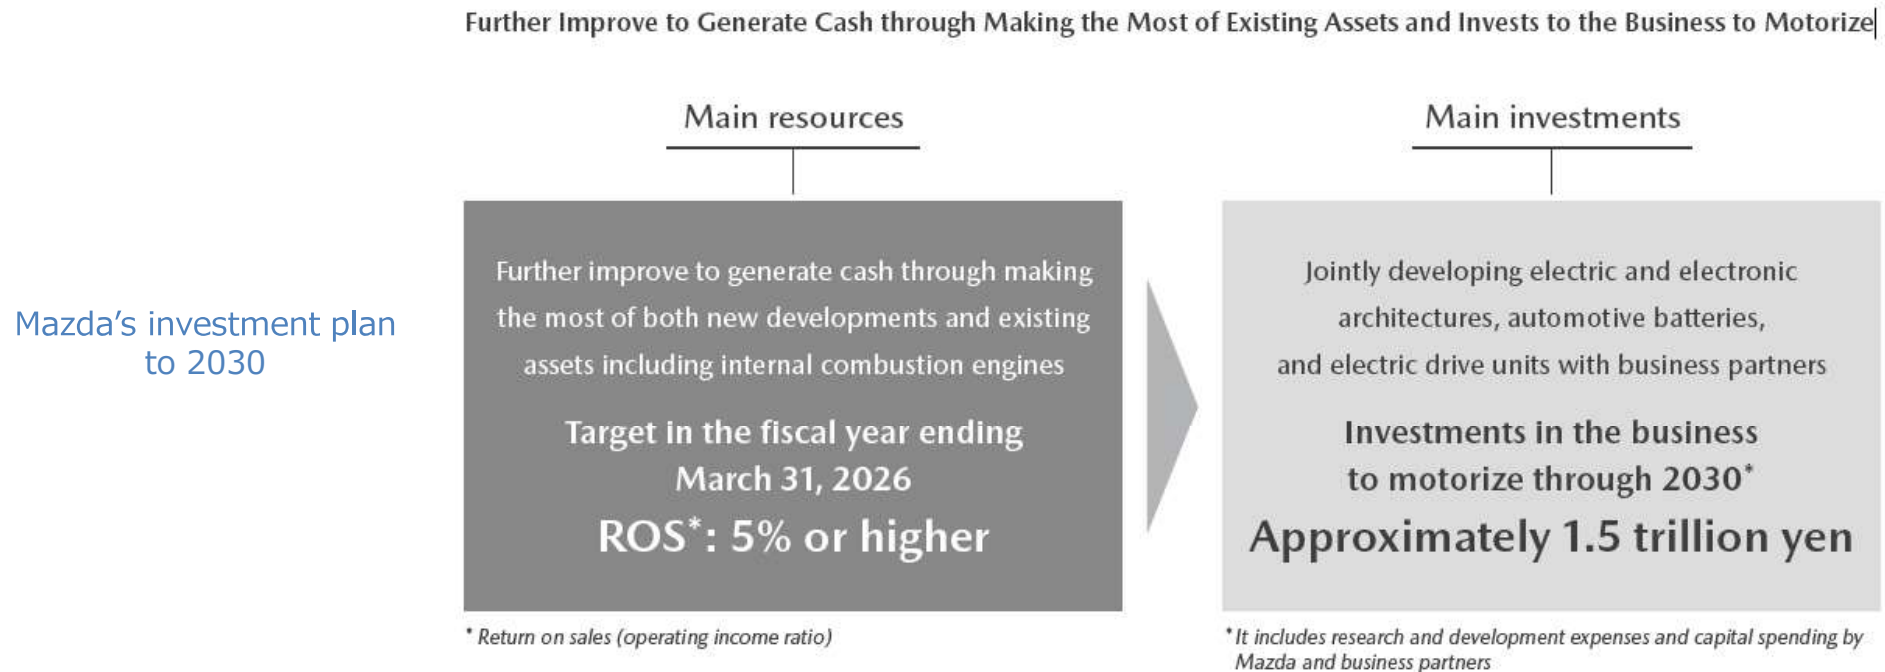 Further Improve to Generate Cash through Making the Most of Existing Assets and Invests to the Business to Motorize
Mazda’s investment plan
to 2030
Main resources
Further improve to generate cash through making
the most of both new developments and existing
assets including internal combustion engines
Target in the fiscal year ending
March 31, 2026
ROS*: 5% or higher
* Return on sales (operating income ratio)
Main investments
Jointly developing electric and electronic
architectures, automotive batteries,
and electric drive units with business partners
Investments in the business
to motorize through 2030*
Approximately 1.5 trillion yen
* It includes research and development expenses and capital spending by
Mazda and business partners